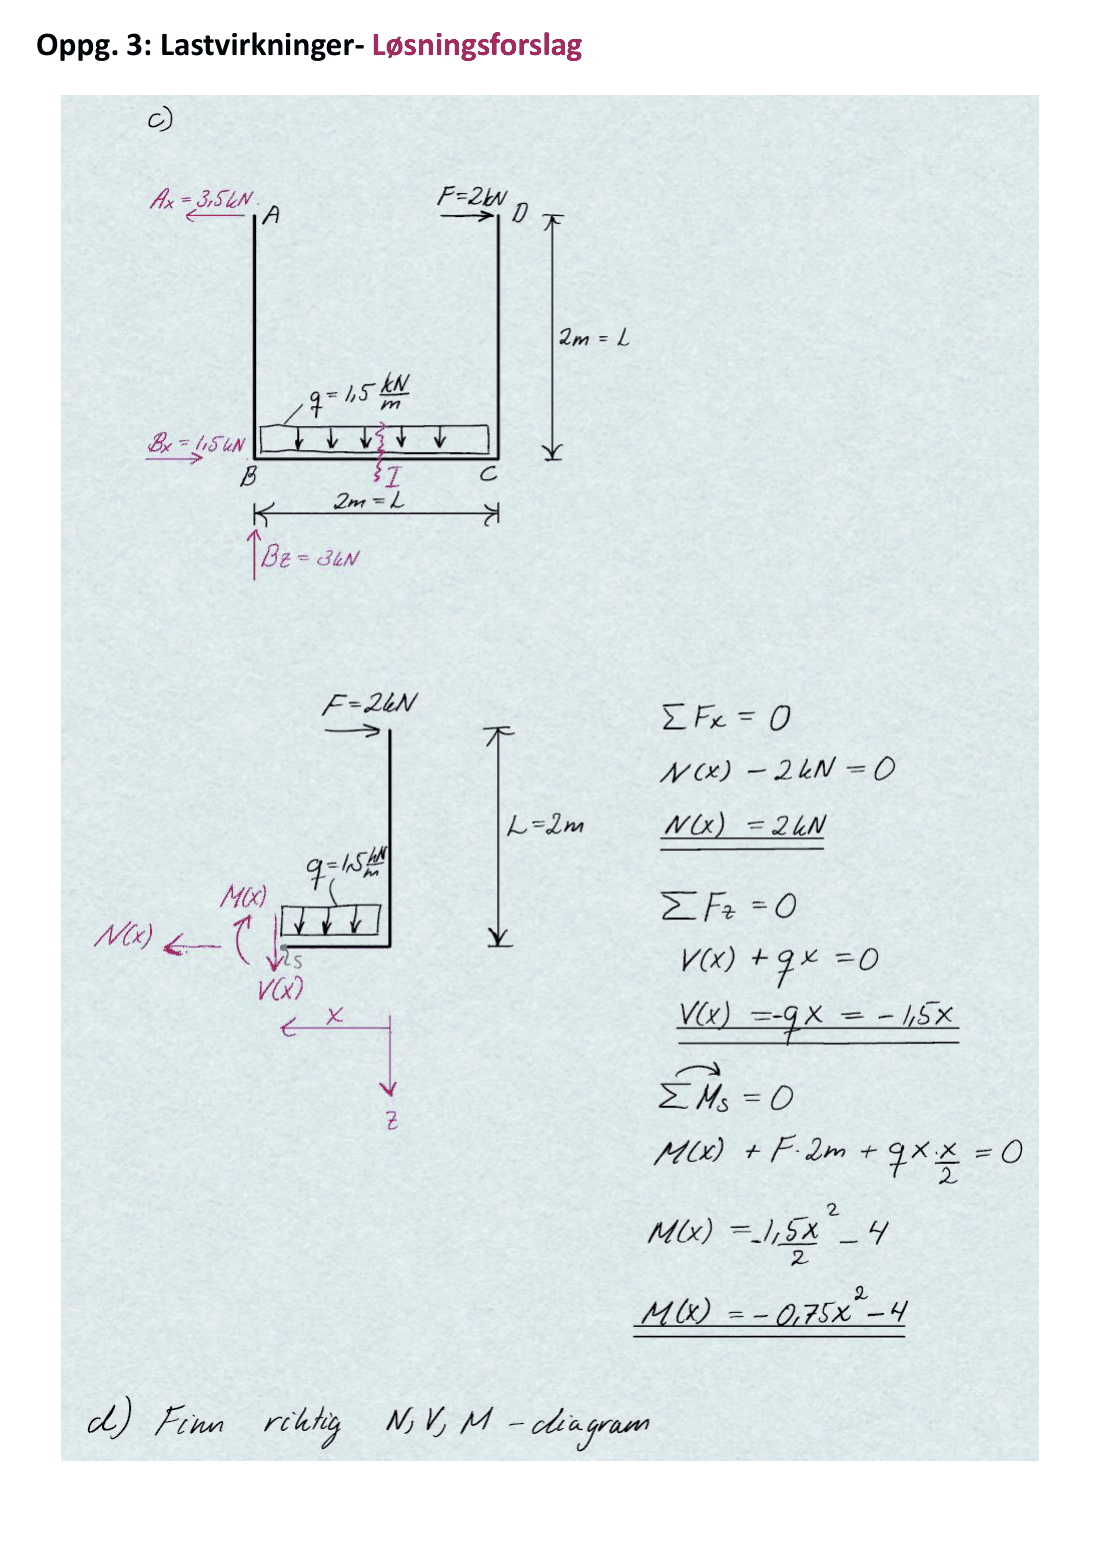 Oppg. 3: Lastvirkninger- Løsningsforslag
c)
Ax = 3,5kN.
A
F=2kN
D
2m = L
q = 1,5 kN/m
Bx = 1,5kN
B
I
C
2m = L
Bz = 3kN
F=2kN
L=2m
q=1,5 kN/m
M(x)
N(x)
S
V(x)
x
z
ΣFx = 0
N(x) - 2kN = 0
N(x) = 2kN
ΣFz = 0
V(x) + qx = 0
V(x) =-qx = -1,5x
ΣMs = 0
M(x) + F·2m + qx·x/2 = 0
M(x) = -1,5x²/2 - 4
M(x) = -0,75x² - 4
d) Finn riktig N, V, M - diagram